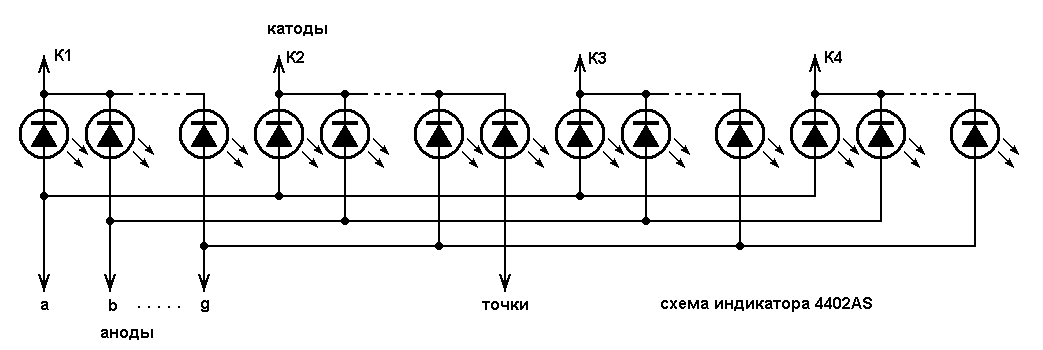 катоды
К1
К2
К3
К4
a
b
. . . . .
g
точки
схема индикатора 4402AS
аноды